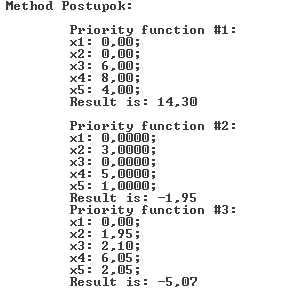 Method Postupok:
Priority function #1:
x1: 0,00;
x2: 0,00;
x3: 6,00;
x4: 8,00;
x5: 4,00;
Result is: 14,30
Priority function #2:
x1: 0,0000;
x2: 3,0000;
x3: 0,0000;
x4: 5,0000;
x5: 1,0000;
Result is: -1,95
Priority function #3:
x1: 0,00;
x2: 1,95;
x3: 2,10;
x4: 6,05;
x5: 2,05;
Result is: -5,07